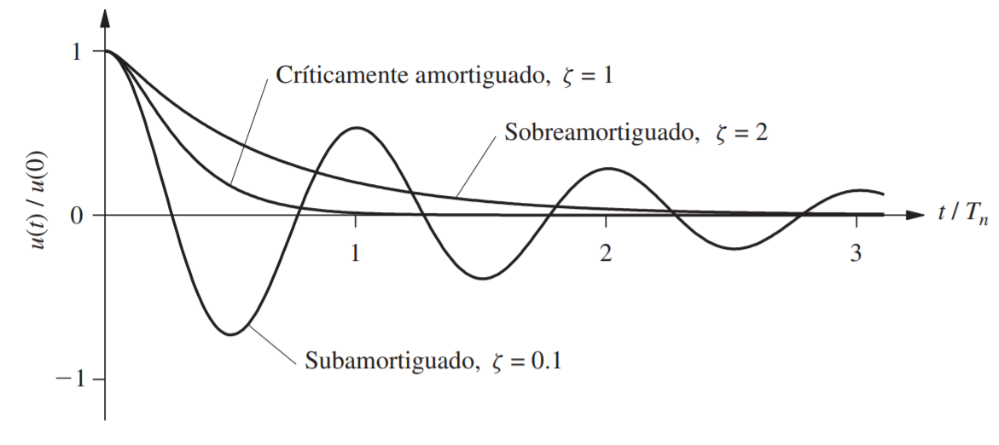 1
Críticamente amortiguado, ζ = 1
Sobreamortiguado, ζ = 2
u(t) / u(0)
0
t / Tₙ
1
2
3
Subamortiguado, ζ = 0.1
−1